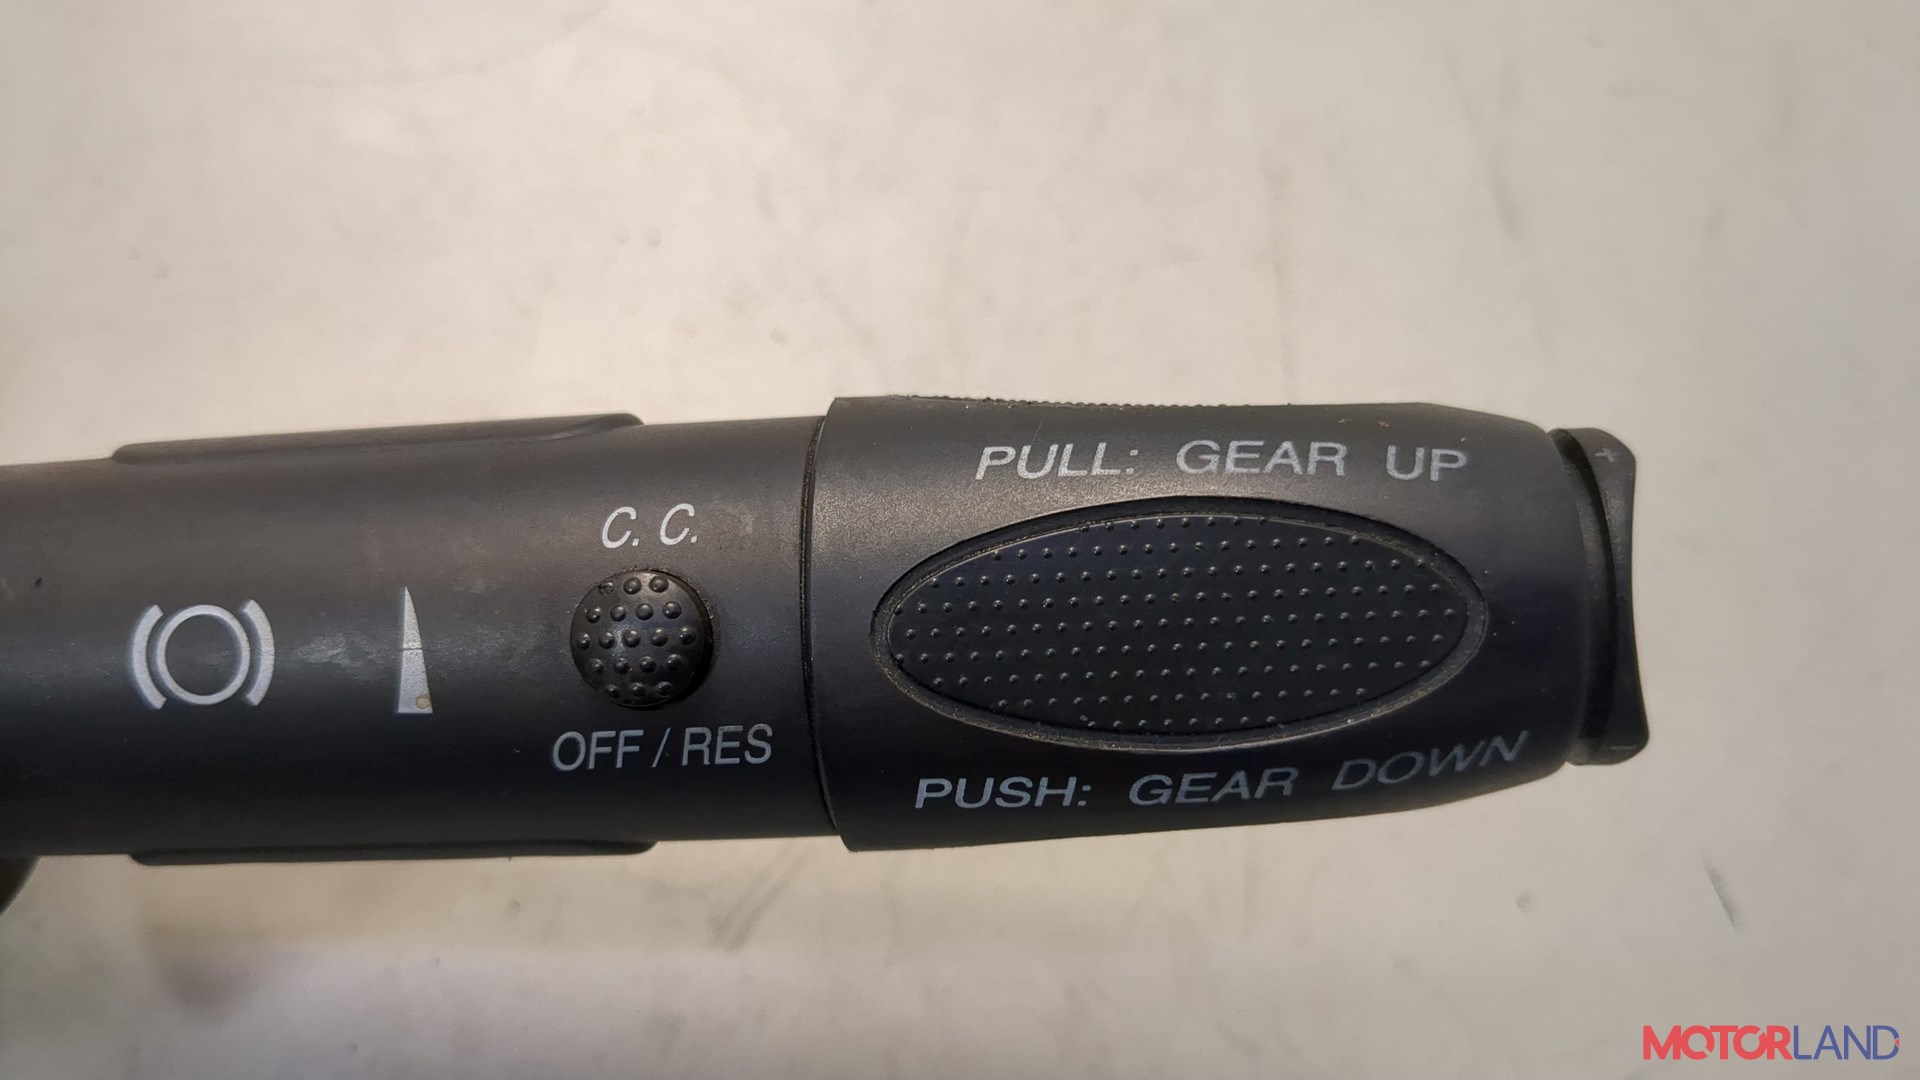 PULL: GEAR UP
C. C.
OFF / RES
PUSH: GEAR DOWN
+
-
MOTORLAND